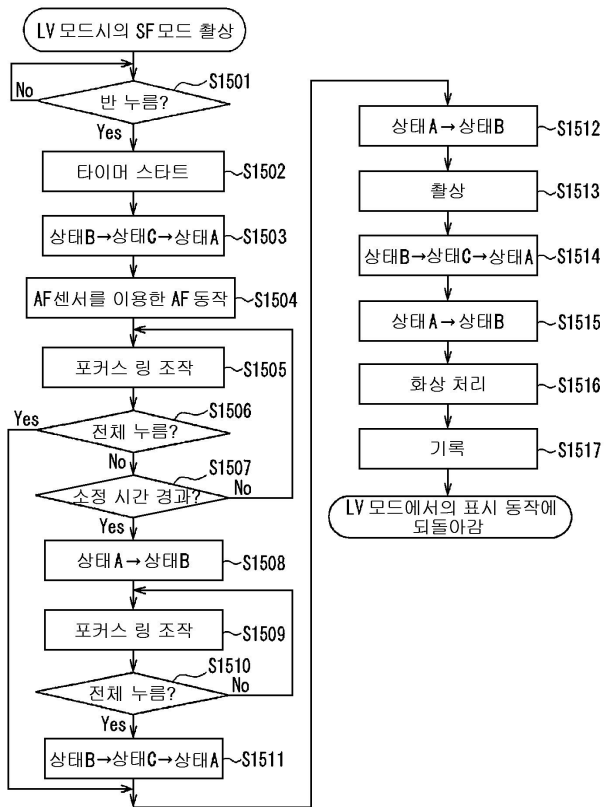 LV 모드시의 SF 모드 촬상
S1501
No
반 누름?
Yes
타이머 스타트
S1502
상태B→상태C→상태A
S1503
AF센서를 이용한 AF 동작
S1504
포커스 링 조작
S1505
S1506
Yes
전체 누름?
No
S1507
소정 시간 경과?
No
Yes
상태A→상태B
S1508
포커스 링 조작
S1509
S1510
전체 누름?
No
Yes
상태B→상태C→상태A
S1511
상태A→상태B
S1512
촬상
S1513
상태B→상태C→상태A
S1514
상태A→상태B
S1515
화상 처리
S1516
기록
S1517
LV 모드에서의 표시 동작에
되돌아감